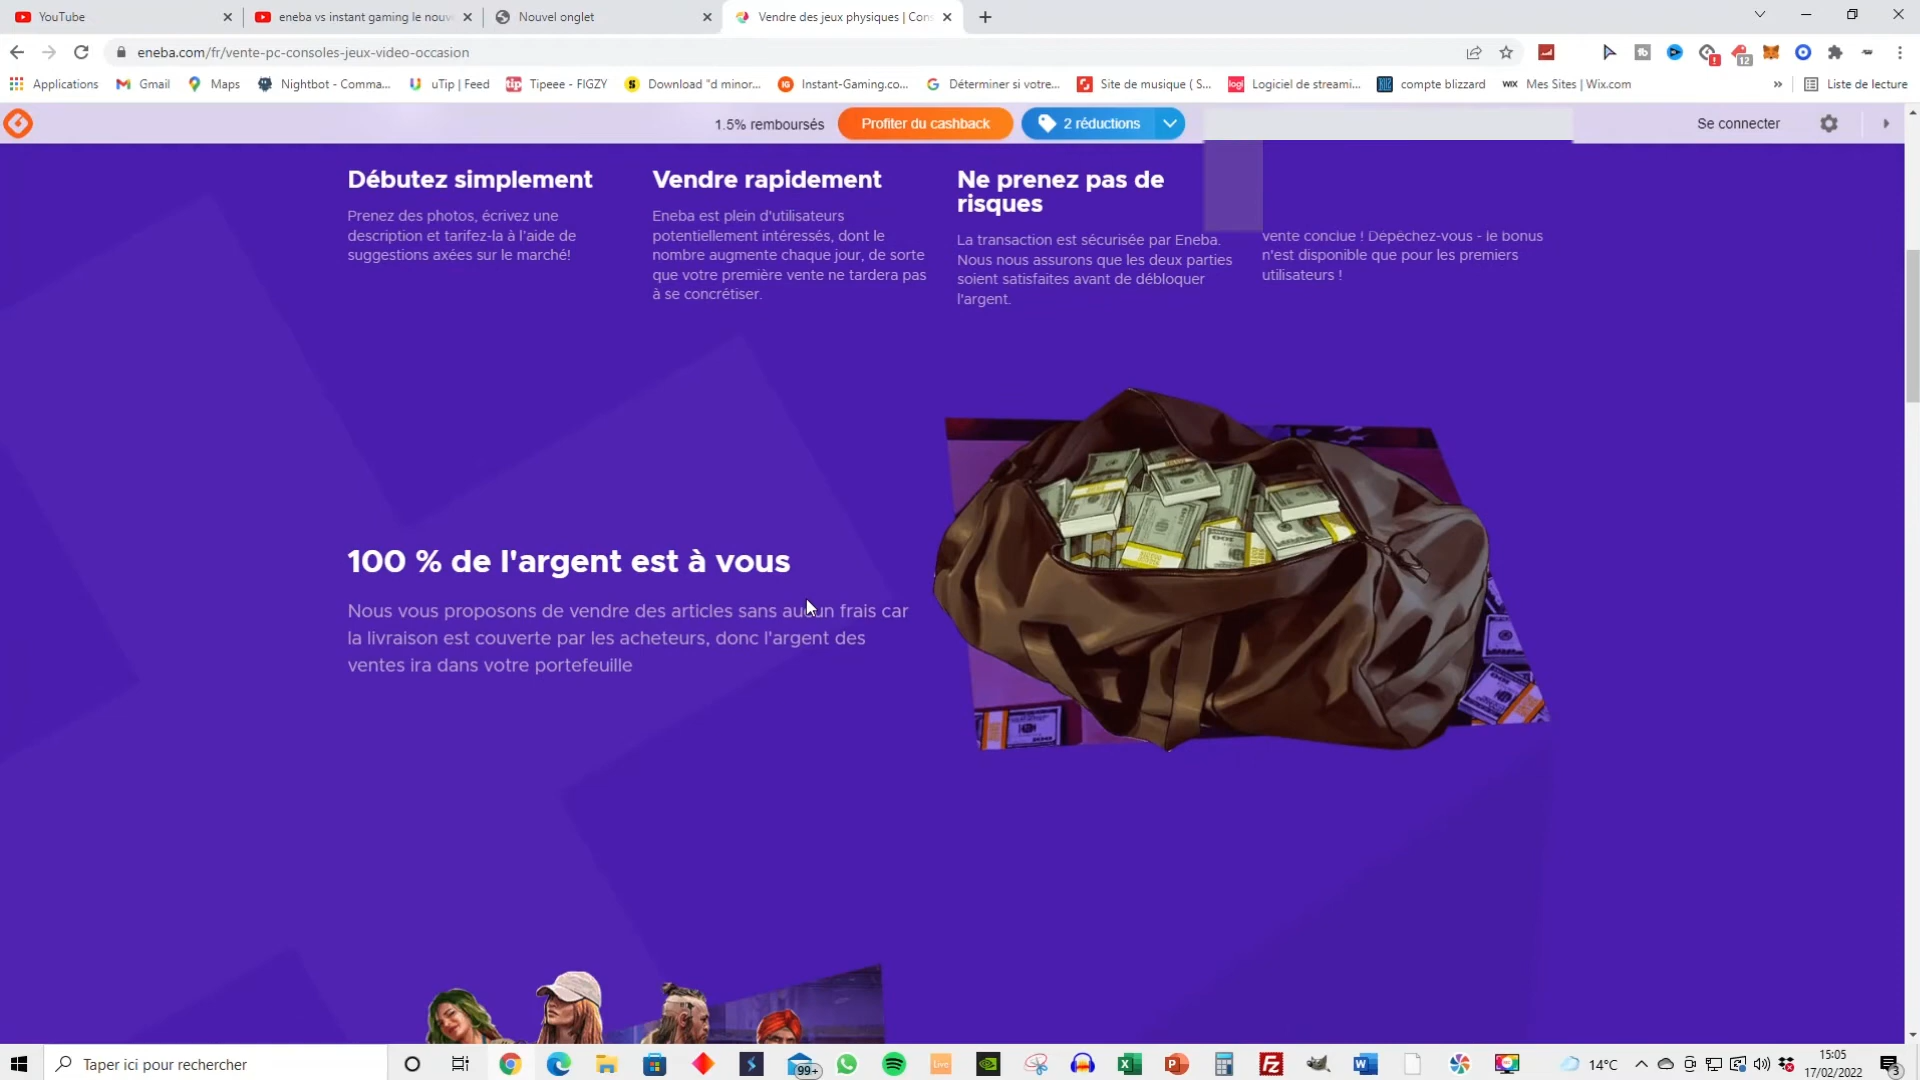 YouTube
eneba vs instant gaming le nouv
Nouvel onglet
Vendre des jeux physiques | Con
eneba.com/fr/vente-pc-consoles-jeux-video-occasion
Applications
Gmail
Maps
Nightbot - Comma...
uTip | Feed
Tipeee - FIGZY
Download "d minor...
Instant-Gaming.co...
Déterminer si votre...
Site de musique ( S...
Logiciel de streami...
compte blizzard
Mes Sites | Wix.com
»
Liste de lecture
1.5% remboursés
Profiter du cashback
2 réductions
Se connecter
Débutez simplement
Prenez des photos, écrivez une
description et tarifez-la à l'aide de
suggestions axées sur le marché!
Vendre rapidement
Eneba est plein d'utilisateurs
potentiellement intéressés, dont le
nombre augmente chaque jour, de sorte
que votre première vente ne tardera pas
à se concrétiser.
Ne prenez pas de
risques
La transaction est sécurisée par Eneba.
Nous nous assurons que les deux parties
soient satisfaites avant de débloquer
l'argent.
vente conclue ! Dépêchez-vous - le bonus
n'est disponible que pour les premiers
utilisateurs !
100 % de l'argent est à vous
Nous vous proposons de vendre des articles sans aucun frais car
la livraison est couverte par les acheteurs, donc l'argent des
ventes ira dans votre portefeuille
Taper ici pour rechercher
99+
14°C
15:05
17/02/2022
3